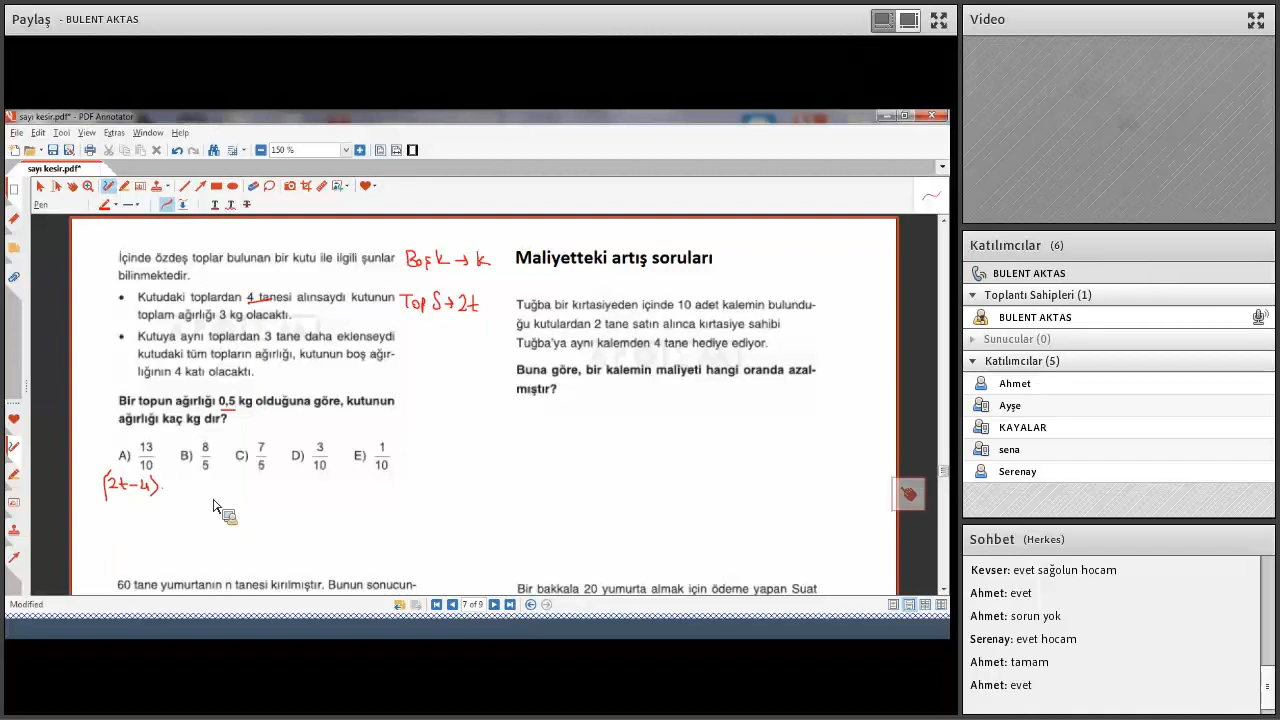 Paylaş - BULENT AKTAS
sayı kesir.pdf* - PDF Annotator
File Edit Tool View Extras Window Help
150 %
sayı kesir.pdf*
Pen
İçinde özdeş toplar bulunan bir kutu ile ilgili şunlar
bilinmektedir.
• Kutudaki toplardan 4 tanesi alınsaydı kutunun
toplam ağırlığı 3 kg olacaktı.
• Kutuya aynı toplardan 3 tane daha eklenseydi
kutudaki tüm topların ağırlığı, kutunun boş ağır-
lığının 4 katı olacaktı.
Bir topun ağırlığı 0,5 kg olduğuna göre, kutunun
ağırlığı kaç kg dır?
A) 13/10 B) 8/5 C) 7/5 D) 3/10 E) 1/10
(2t-4).
Boş k → k
Top S → 2t
60 tane yumurtanın n tanesi kırılmıştır. Bunun sonucun-
Maliyetteki artış soruları
Tuğba bir kırtasiyeden içinde 10 adet kalemin bulundu-
ğu kutulardan 2 tane satın alınca kırtasiye sahibi
Tuğba'ya aynı kalemden 4 tane hediye ediyor.
Buna göre, bir kalemin maliyeti hangi oranda azal-
mıştır?
Bir bakkala 20 yumurta almak için ödeme yapan Suat
Modified
7 of 9
Video
Katılımcılar (6)
BULENT AKTAS
Toplantı Sahipleri (1)
BULENT AKTAS
Sunucular (0)
Katılımcılar (5)
Ahmet
Ayşe
KAYALAR
sena
Serenay
Sohbet (Herkes)
Kevser: evet sağolun hocam
Ahmet: evet
Ahmet: sorun yok
Serenay: evet hocam
Ahmet: tamam
Ahmet: evet